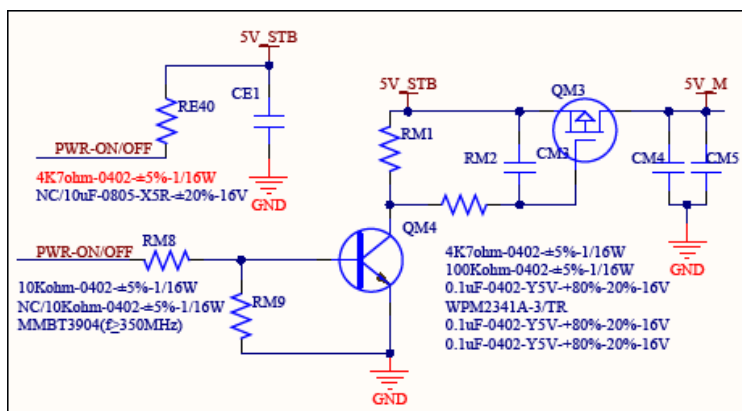 5V_STB
RE40
CE1
PWR-ON/OFF
4K7ohm-0402-±5%-1/16W
NC/10uF-0805-X5R-±20%-16V
GND
PWR-ON/OFF
RM8
10Kohm-0402-±5%-1/16W
NC/10Kohm-0402-±5%-1/16W
MMBT3904(f≥350MHz)
RM9
QM4
GND
5V_STB
RM1
RM2
CM3
QM3
5V_M
CM4
CM5
GND
4K7ohm-0402-±5%-1/16W
100Kohm-0402-±5%-1/16W
0.1uF-0402-Y5V-+80%-20%-16V
WPM2341A-3/TR
0.1uF-0402-Y5V-+80%-20%-16V
0.1uF-0402-Y5V-+80%-20%-16V